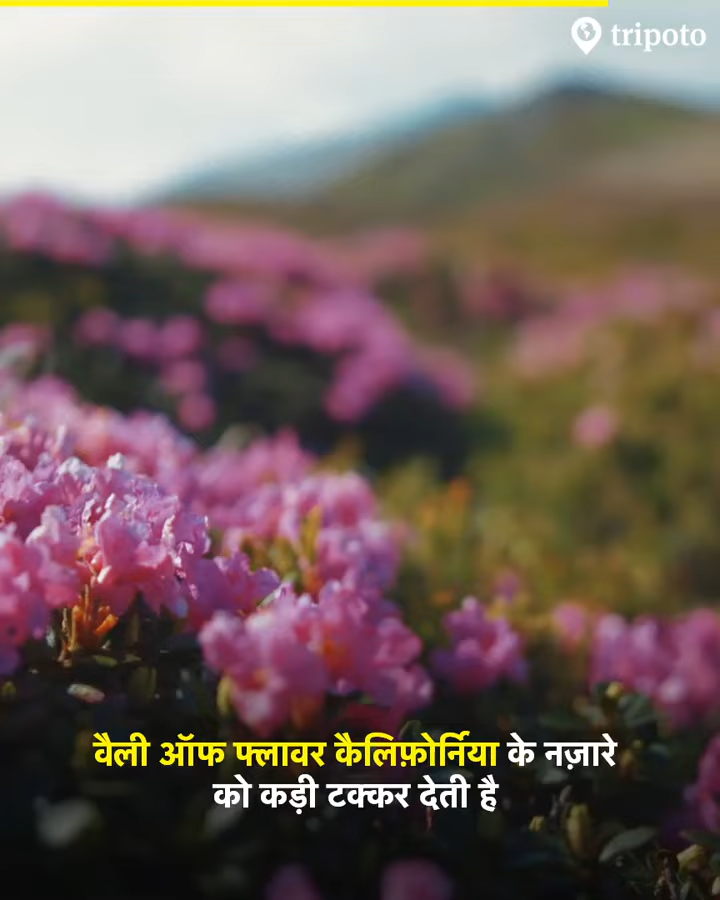 tripoto
वैली ऑफ फ्लावर कैलिफ़ोर्निया के नज़ारे
को कड़ी टक्कर देती है